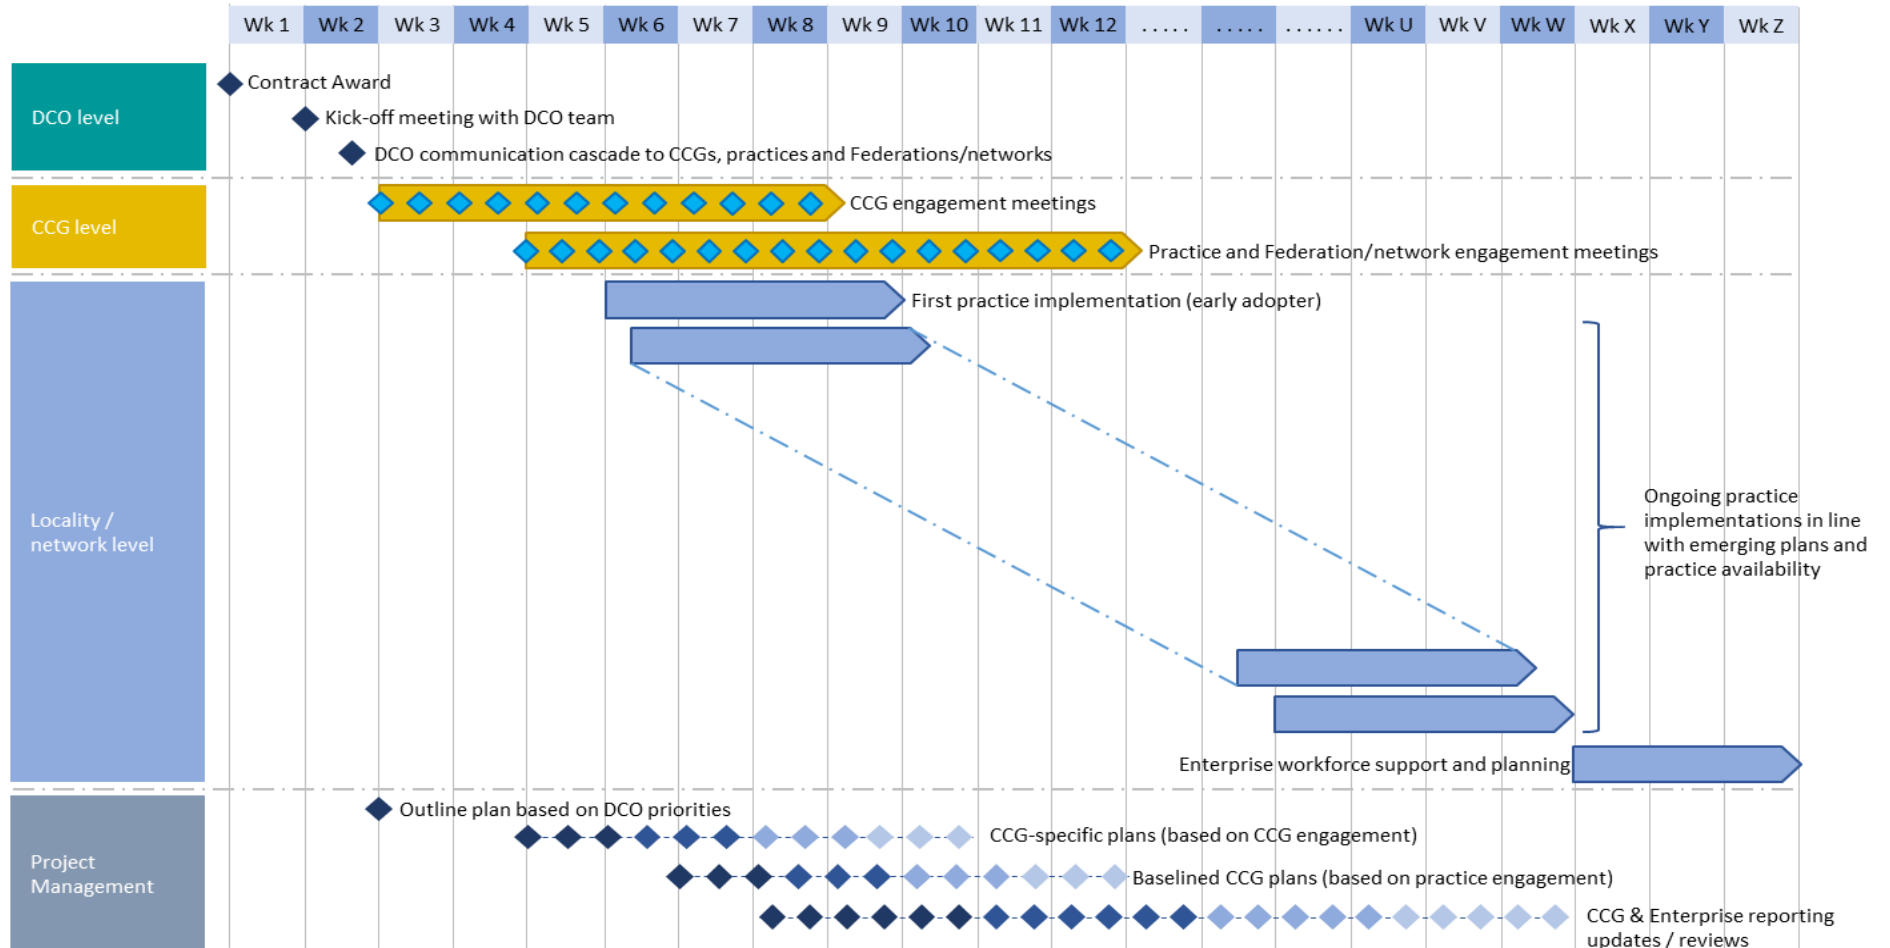 Wk 1 Wk 2 Wk 3 Wk 4 Wk 5 Wk 6 Wk 7 Wk 8 Wk 9 Wk 10 Wk 11 Wk 12 ..... ..... ...... Wk U Wk V Wk W Wk X Wk Y Wk Z
DCO level
Contract Award
Kick-off meeting with DCO team
DCO communication cascade to CCGs, practices and Federations/networks
CCG level
CCG engagement meetings
Practice and Federation/network engagement meetings
Locality /
network level
First practice implementation (early adopter)
Ongoing practice
implementations in line
with emerging plans and
practice availability
Enterprise workforce support and planning
Project
Management
Outline plan based on DCO priorities
CCG-specific plans (based on CCG engagement)
Baselined CCG plans (based on practice engagement)
CCG & Enterprise reporting
updates / reviews